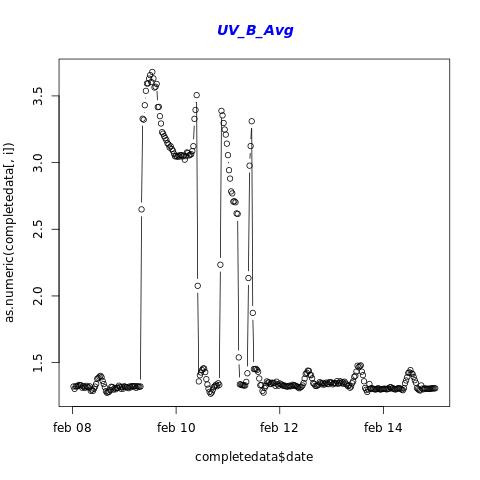 UV_B_Avg
as.numeric(completedata[, i])
3.5
3.0
2.5
2.0
1.5
feb 08
feb 10
feb 12
feb 14
completedata$date